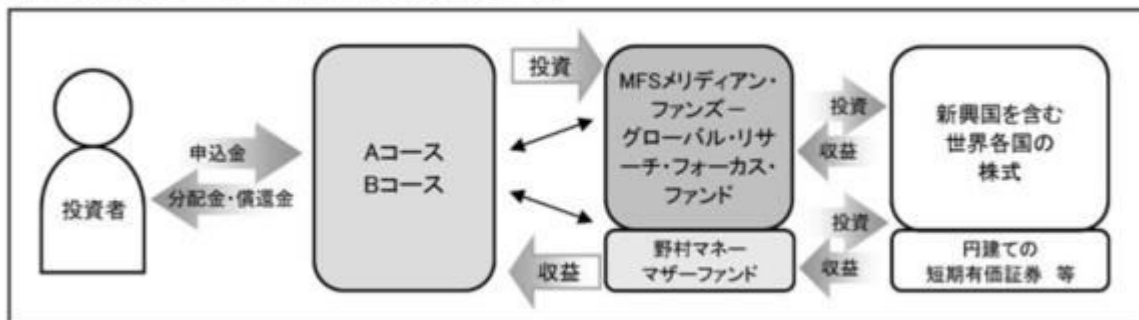 投資者
申込金
分配金・償還金
Aコース
Bコース
投資
収益
MFSメリディアン・
ファンズー
グローバル・リサ
ーチ・フォーカス・
ファンド
野村マネー
マザーファンド
投資
収益
投資
収益
新興国を含む
世界各国の
株式
円建ての
短期有価証券 等